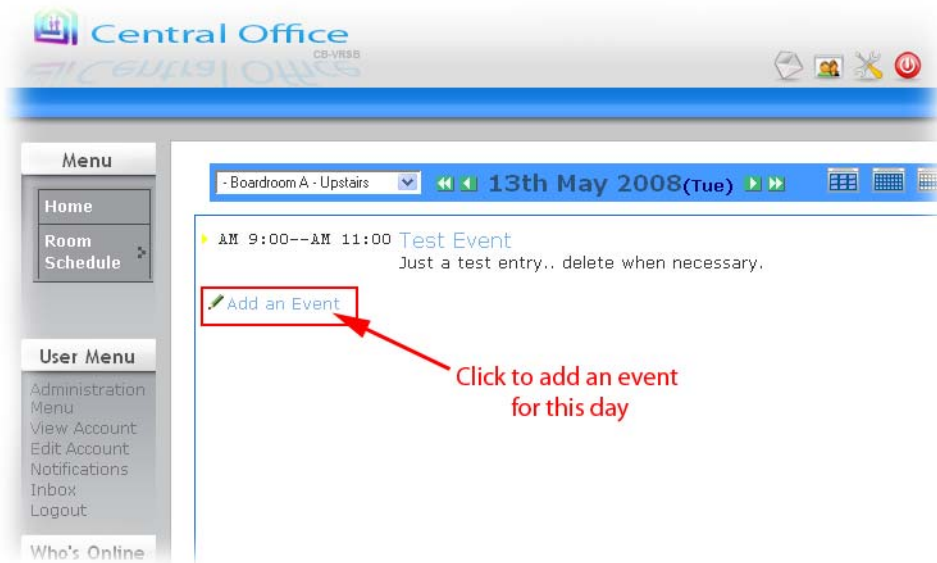 Central Office
CB-VRSB
Central Office
Menu
Home
Room
Schedule
- Boardroom A - Upstairs
13th May 2008(Tue)
AM 9:00--AM 11:00 Test Event
Just a test entry.. delete when necessary.
Add an Event
Click to add an event
for this day
User Menu
Administration
Menu
View Account
Edit Account
Notifications
Inbox
Logout
Who's Online